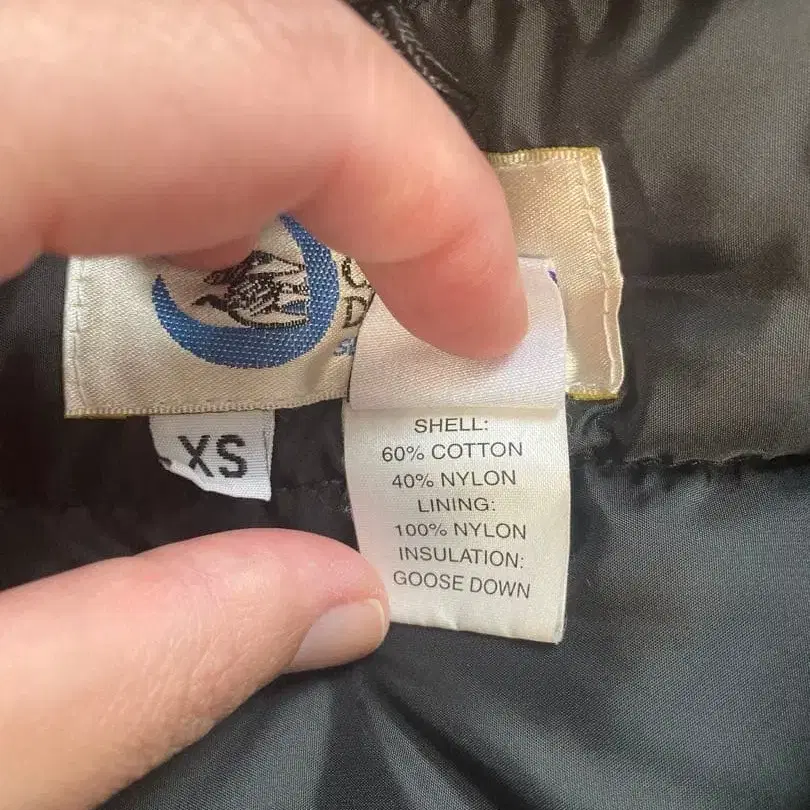 XS
SHELL:
60% COTTON
40% NYLON
LINING:
100% NYLON
INSULATION:
GOOSE DOWN